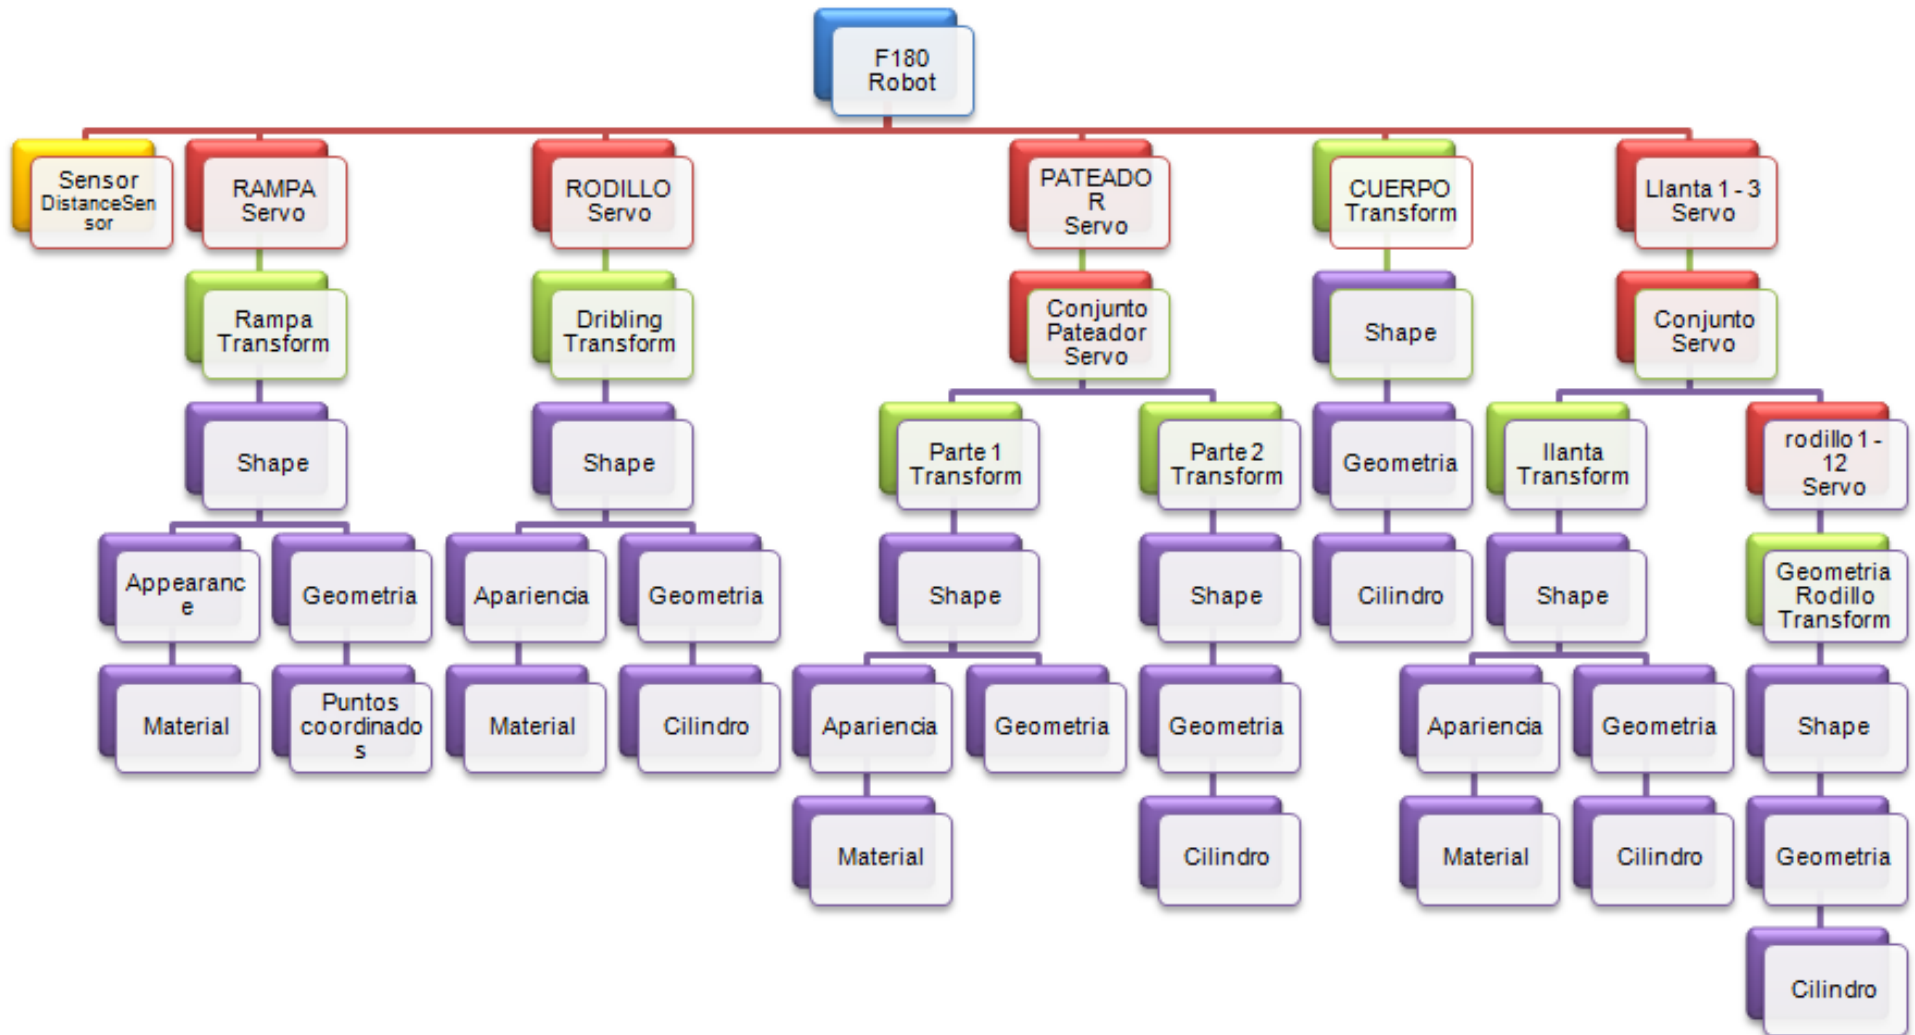 F180
Robot
Sensor
DistanceSen
sor
RAMPA
Servo
RODILLO
Servo
PATEADO
R
Servo
CUERPO
Transform
Llanta 1 - 3
Servo
Rampa
Transform
Dribling
Transform
Conjunto
Pateador
Servo
Shape
Conjunto
Servo
Shape
Shape
Parte 1
Transform
Parte 2
Transform
Geometria
llanta
Transform
rodillo 1 -
12
Servo
Appearanc
e
Geometria
Apariencia
Geometria
Shape
Shape
Cilindro
Shape
Geometria
Rodillo
Transform
Material
Puntos
coordinado
s
Material
Cilindro
Apariencia
Geometria
Geometria
Apariencia
Geometria
Shape
Material
Cilindro
Material
Cilindro
Geometria
Cilindro